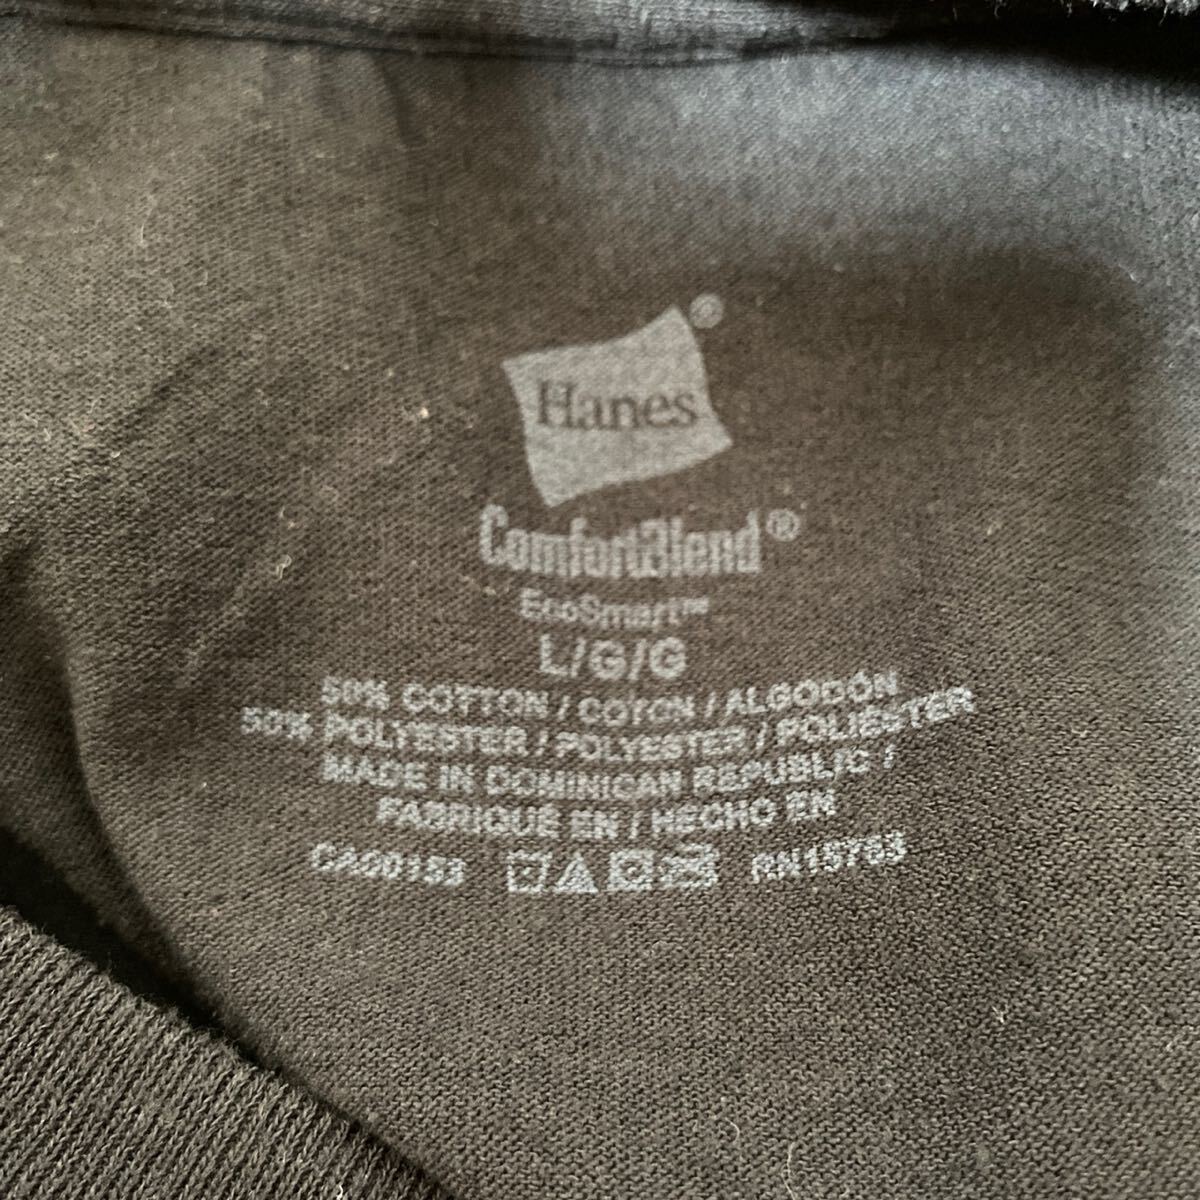 Hanes®
ComfortBlend®
EcoSmart™
L/G/G
50% COTTON / COTON / ALGODÓN
50% POLYESTER / POLYESTER / POLIÉSTER
MADE IN DOMINICAN REPUBLIC /
FABRIQUÉ EN / HECHO EN
CA00153 RN15763